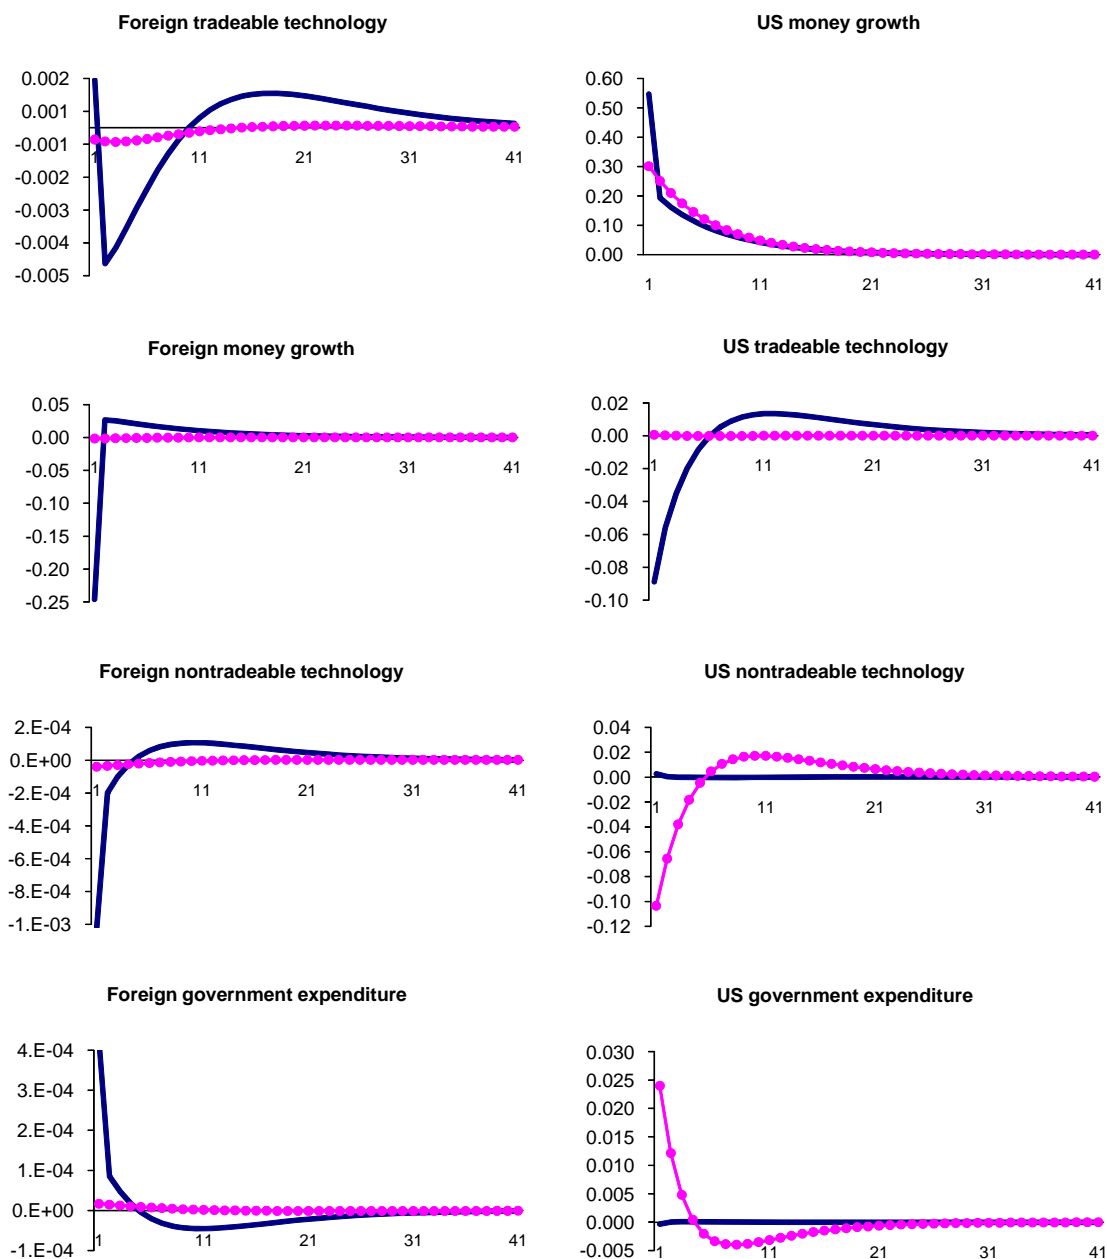 Foreign tradeable technology
0.002
0.001
-0.001
-0.002
-0.004
-0.005
1 11 21 31 41
US money growth
0.60
0.50
0.40
0.30
0.20
0.10
0.00
1 11 21 31 41
Foreign money growth
0.05
0.00
-0.05
-0.10
-0.15
-0.20
-0.25
1 11 21 31 41
US tradeable technology
0.02
0.00
-0.02
-0.04
-0.06
-0.08
-0.10
1 11 21 31 41
Foreign nontradeable technology
2.E-04
0.E+00
-2.E-04
-4.E-04
-6.E-04
-8.E-04
-1.E-03
1 11 21 31 41
US nontradeable technology
0.04
0.02
0.00
-0.02
-0.04
-0.06
-0.08
-0.10
-0.12
1 11 21 31 41
Foreign government expenditure
4.E-04
3.E-04
2.E-04
1.E-04
0.E+00
-1.E-04
1 11 21 31 41
US government expenditure
0.030
0.025
0.020
0.015
0.010
0.005
0.000
-0.005
1 11 21 31 41